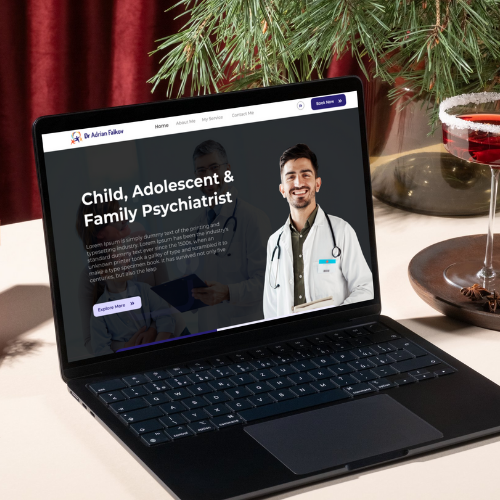 Dr Adrian Falkov
Home About Me My Service Contact Me
Book Now »
Child, Adolescent &
Family Psychiatrist
Lorem Ipsum is simply dummy text of the printing and
typesetting industry. Lorem Ipsum has been the industry's
standard dummy text ever since the 1500s, when an
unknown printer took a galley of type and scrambled it to
make a type specimen book. It has survived not only five
centuries, but also the leap
Explore More »